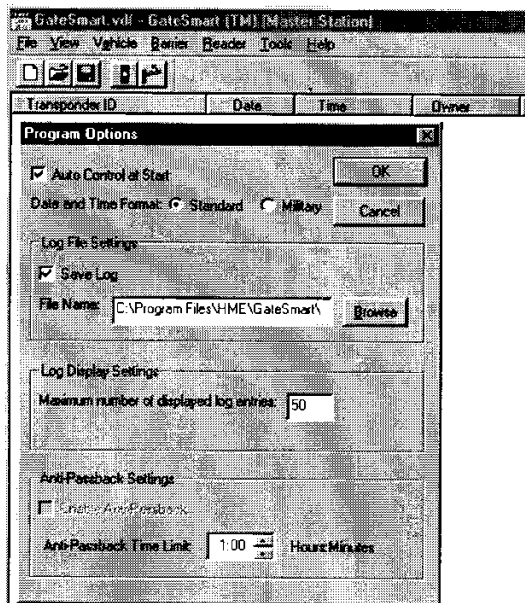 GateSmart.vdf - GateSmart (TM) [Master Station]
File View Vehicle Barrier Reader Tools Help
Transponder ID Date Time Owner
Program Options
Auto Control at Start
OK
Date and Time Format: Standard Military
Cancel
Log File Settings
Save Log
File Name: C:\Program Files\HME\GateSmart\
Browse
Log Display Settings
Maximum number of displayed log entries: 50
Anti-Passback Settings
Enable Anti-Passback
Anti-Passback Time Limit: 1:00 Hours:Minutes